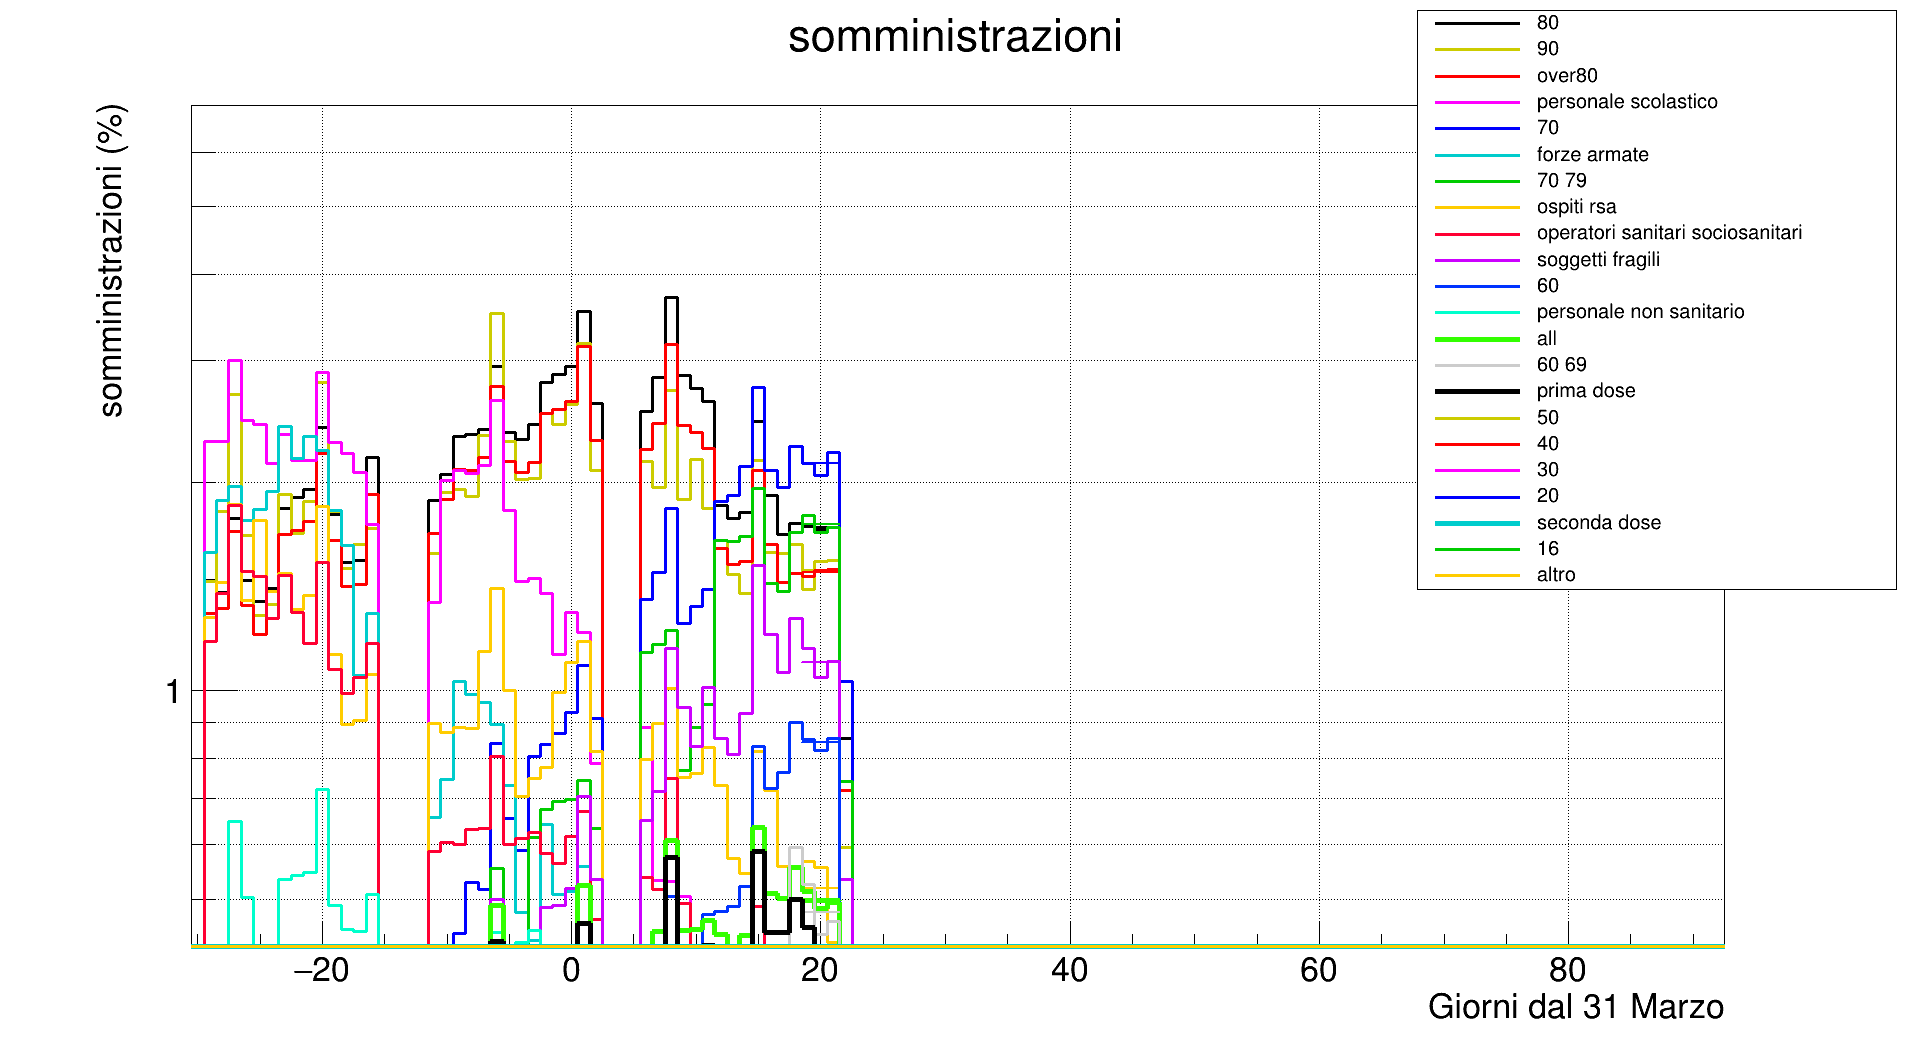 somministrazioni
80
90
over80
personale scolastico
70
forze armate
70 79
ospiti rsa
operatori sanitari sociosanitari
soggetti fragili
60
personale non sanitario
all
60 69
prima dose
50
40
30
20
seconda dose
16
altro
somministrazioni (%)
1
−20 0 20 40 60 80
Giorni dal 31 Marzo